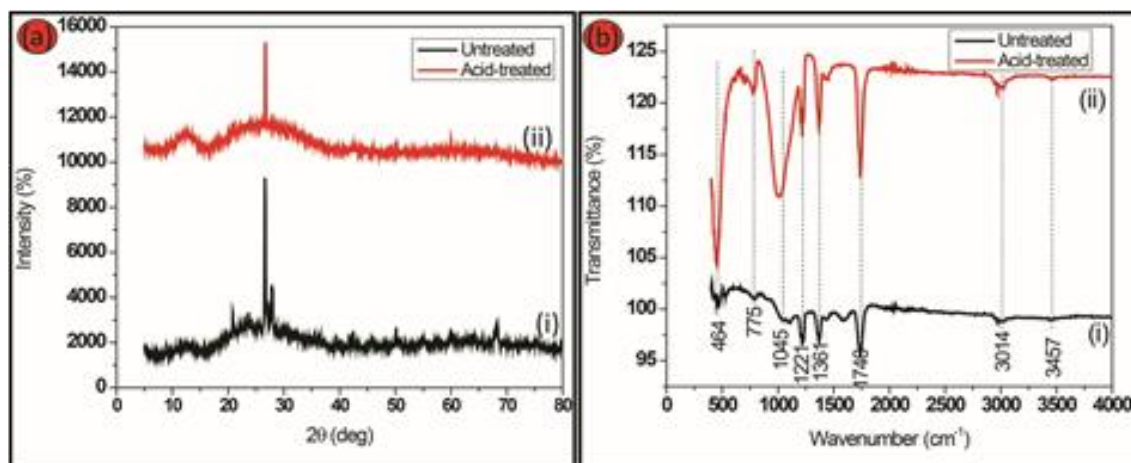 (a)
16000
14000
12000
10000
8000
6000
4000
2000
0
Intensity (%)
Untreated
Acid-treated
(ii)
(i)
0 10 20 30 40 50 60 70 80
2θ (deg)
(b)
125
120
115
110
105
100
95
Transmittance (%)
Untreated
Acid-treated
(ii)
(i)
464
775
1045
1221
1361
1740
3014
3457
0 500 1000 1500 2000 2500 3000 3500 4000
Wavenumber (cm-1)